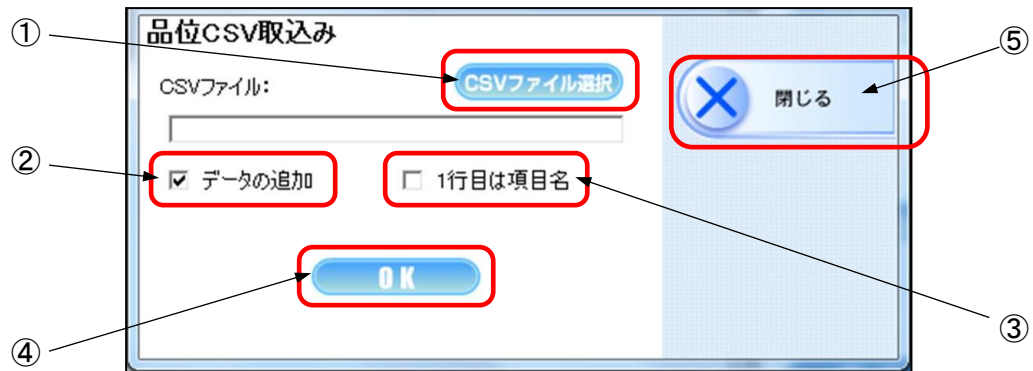 ①
品位CSV取込み
⑤
CSVファイル:
CSVファイル選択
閉じる
②
データの追加
1行目は項目名
OK
③
④